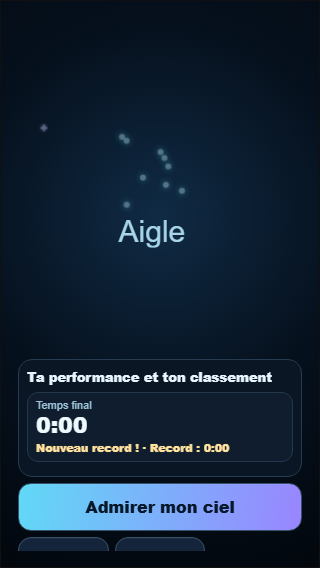 Aigle
Ta performance et ton classement
Temps final
0:00
Nouveau record ! · Record : 0:00
Admirer mon ciel